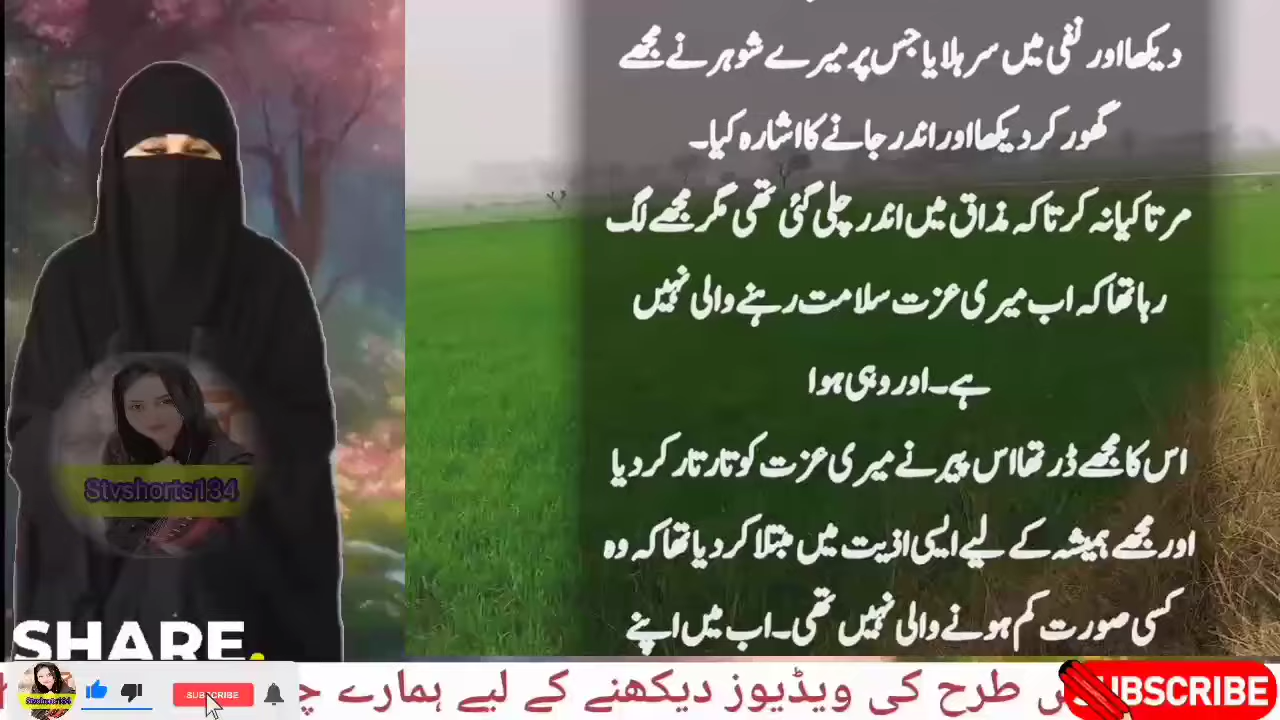 دیکھا اور نفی میں سر ہلایا جس پر میرے شوہر نے مجھے
گھور کر دیکھا اور اندر جانے کا اشارہ کیا۔
مرتا کیا نہ کرتا کہ مذاق میں اندر چلی گئی تھی مگر مجھے لگ
رہا تھا کہ اب میری عزت سلامت رہنے والی نہیں
ہے۔ اور وہی ہوا
اس کا مجھے ڈر تھا اس پیر نے میری عزت کو تار تار کر دیا
اور مجھے ہمیشہ کے لیے ایسی اذیت میں مبتلا کر دیا تھا کہ وہ
کسی صورت کم ہونے والی نہیں تھی۔ اب میں اپنے
Stvshorts134
SHARE.
Stvshorts134
SUBSCRIBE
طرح کی ویڈیوز دیکھنے کے لیے ہمارے
SUBSCRIBE